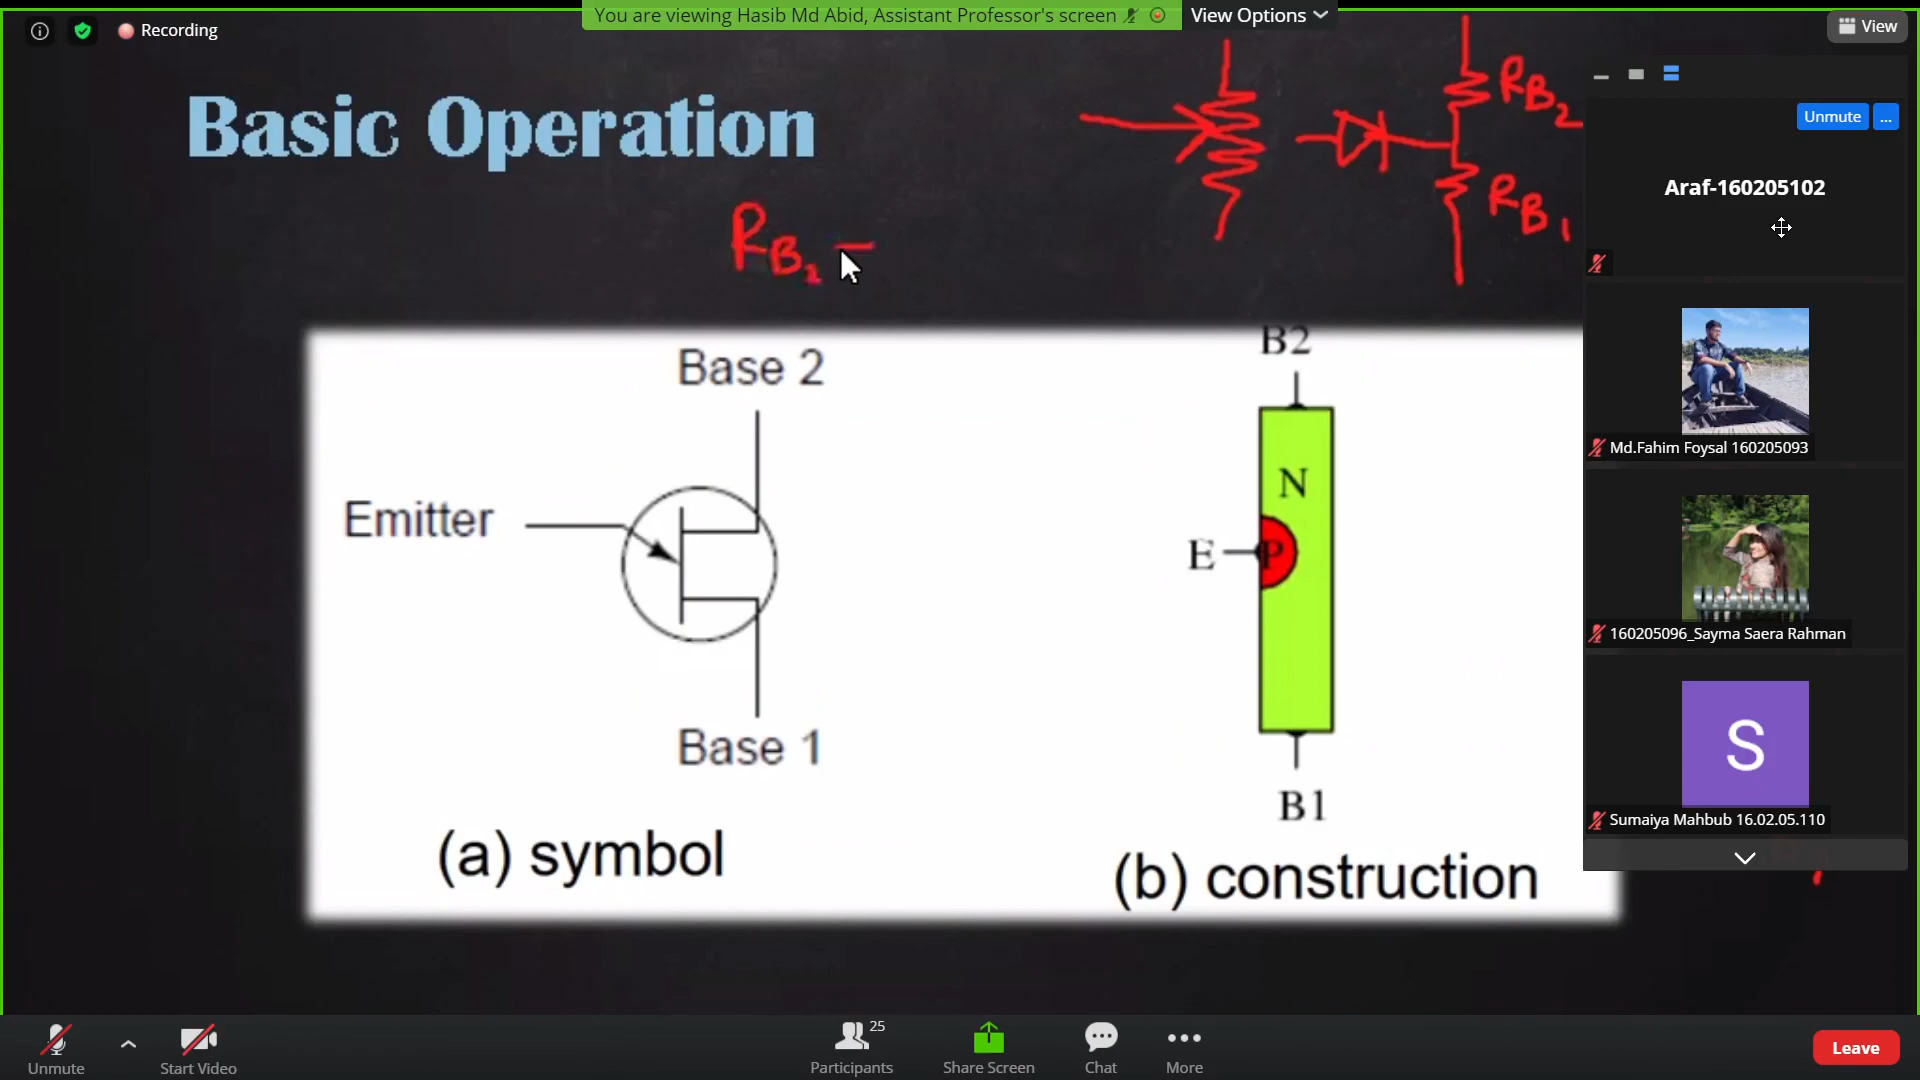 You are viewing Hasib Md Abid, Assistant Professor's screen
View Options
Recording
View
Basic Operation
RB2
RB1
RB2 -
Unmute ...
Araf-160205102
Md.Fahim Foysal 160205093
160205096_Sayma Saera Rahman
S
Sumaiya Mahbub 16.02.05.110
Base 2
Emitter
Base 1
(a) symbol
B2
N
E
P
B1
(b) construction
Unmute
Start Video
Participants 25
Share Screen
Chat
More
Leave